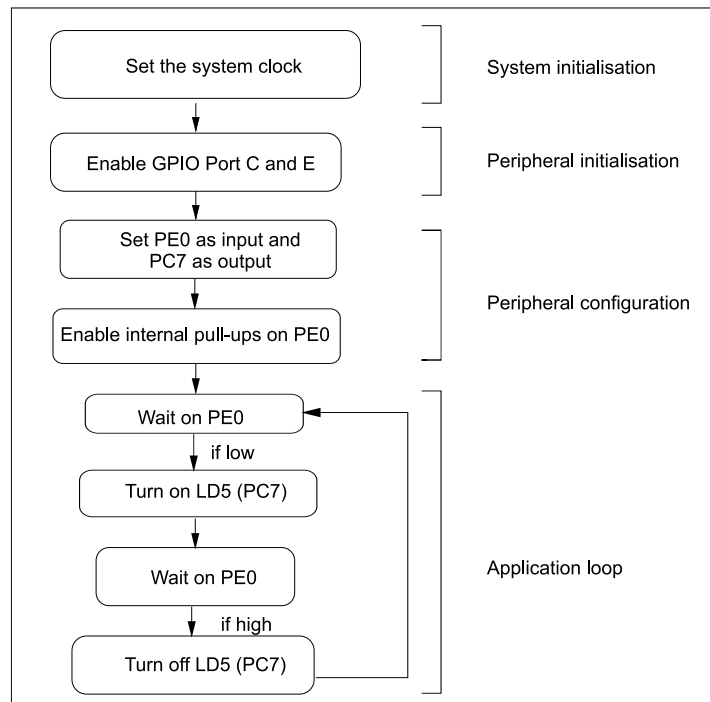 Set the system clock
System initialisation
Enable GPIO Port C and E
Peripheral initialisation
Set PE0 as input and
PC7 as output
Enable internal pull-ups on PE0
Peripheral configuration
Wait on PE0
if low
Turn on LD5 (PC7)
Wait on PE0
if high
Turn off LD5 (PC7)
Application loop